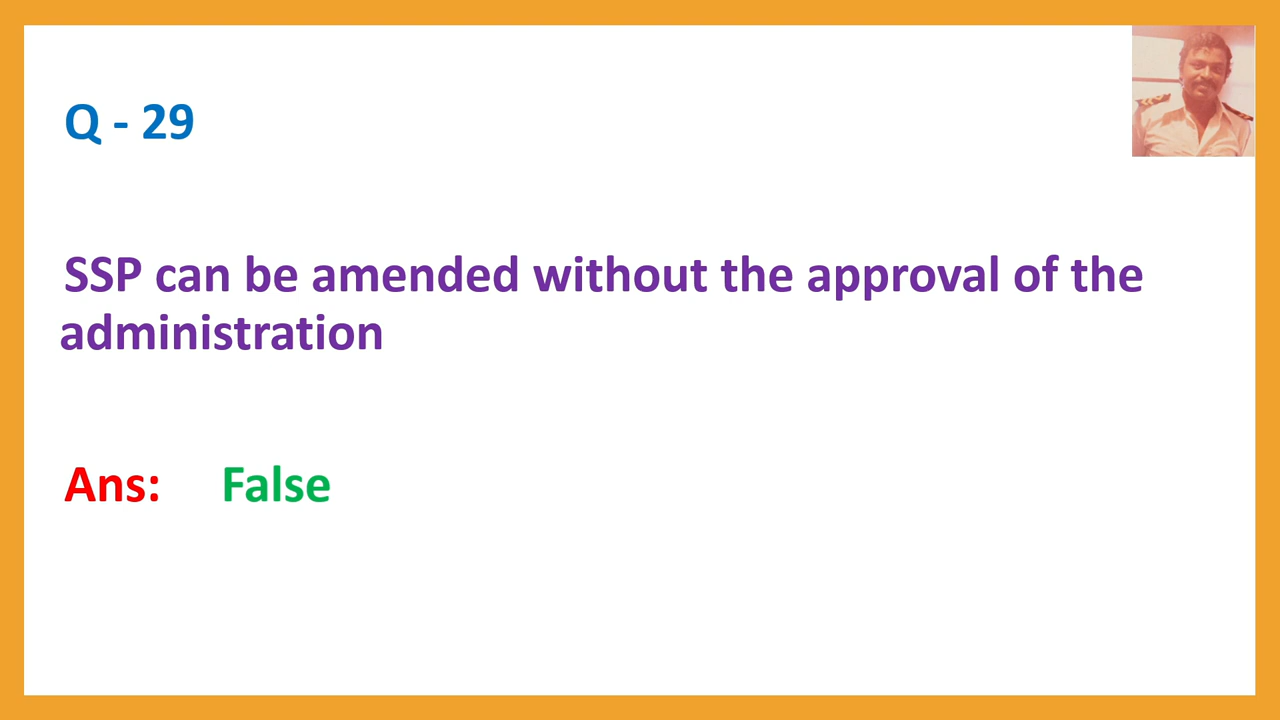 Q - 29
SSP can be amended without the approval of the
administration
Ans: False